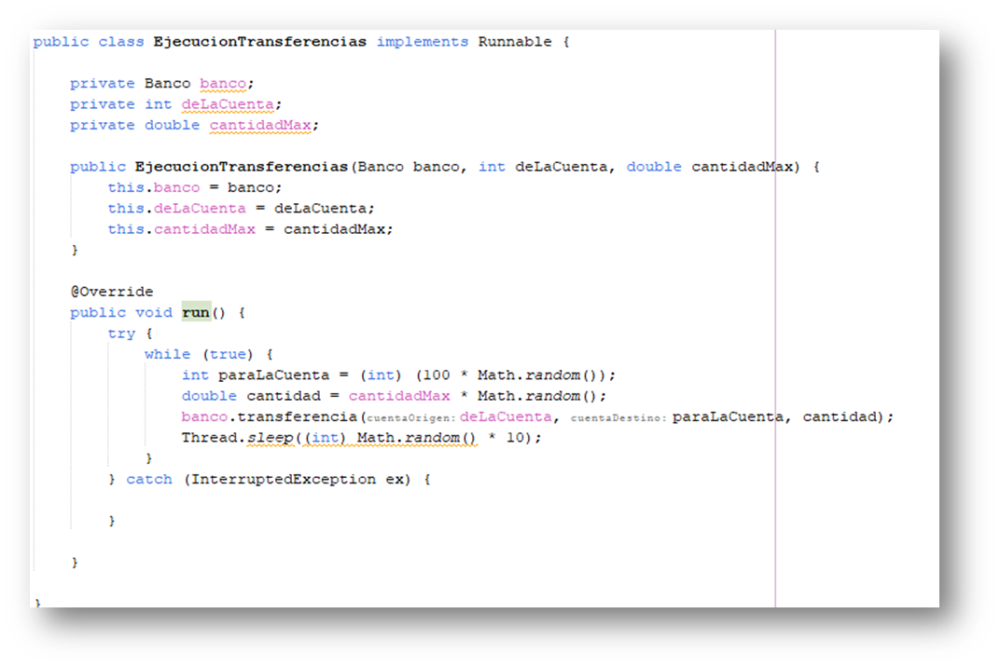 public class EjecucionTransferencias implements Runnable {
private Banco banco;
private int deLaCuenta;
private double cantidadMax;
public EjecucionTransferencias(Banco banco, int deLaCuenta, double cantidadMax) {
this.banco = banco;
this.deLaCuenta = deLaCuenta;
this.cantidadMax = cantidadMax;
}
@Override
public void run() {
try {
while (true) {
int paraLaCuenta = (int) (100 * Math.random());
double cantidad = cantidadMax * Math.random();
banco.transferencia(cuentaOrigen: deLaCuenta, cuentaDestino: paraLaCuenta, cantidad);
Thread.sleep((int) Math.random() * 10);
}
} catch (InterruptedException ex) {
}
}
}